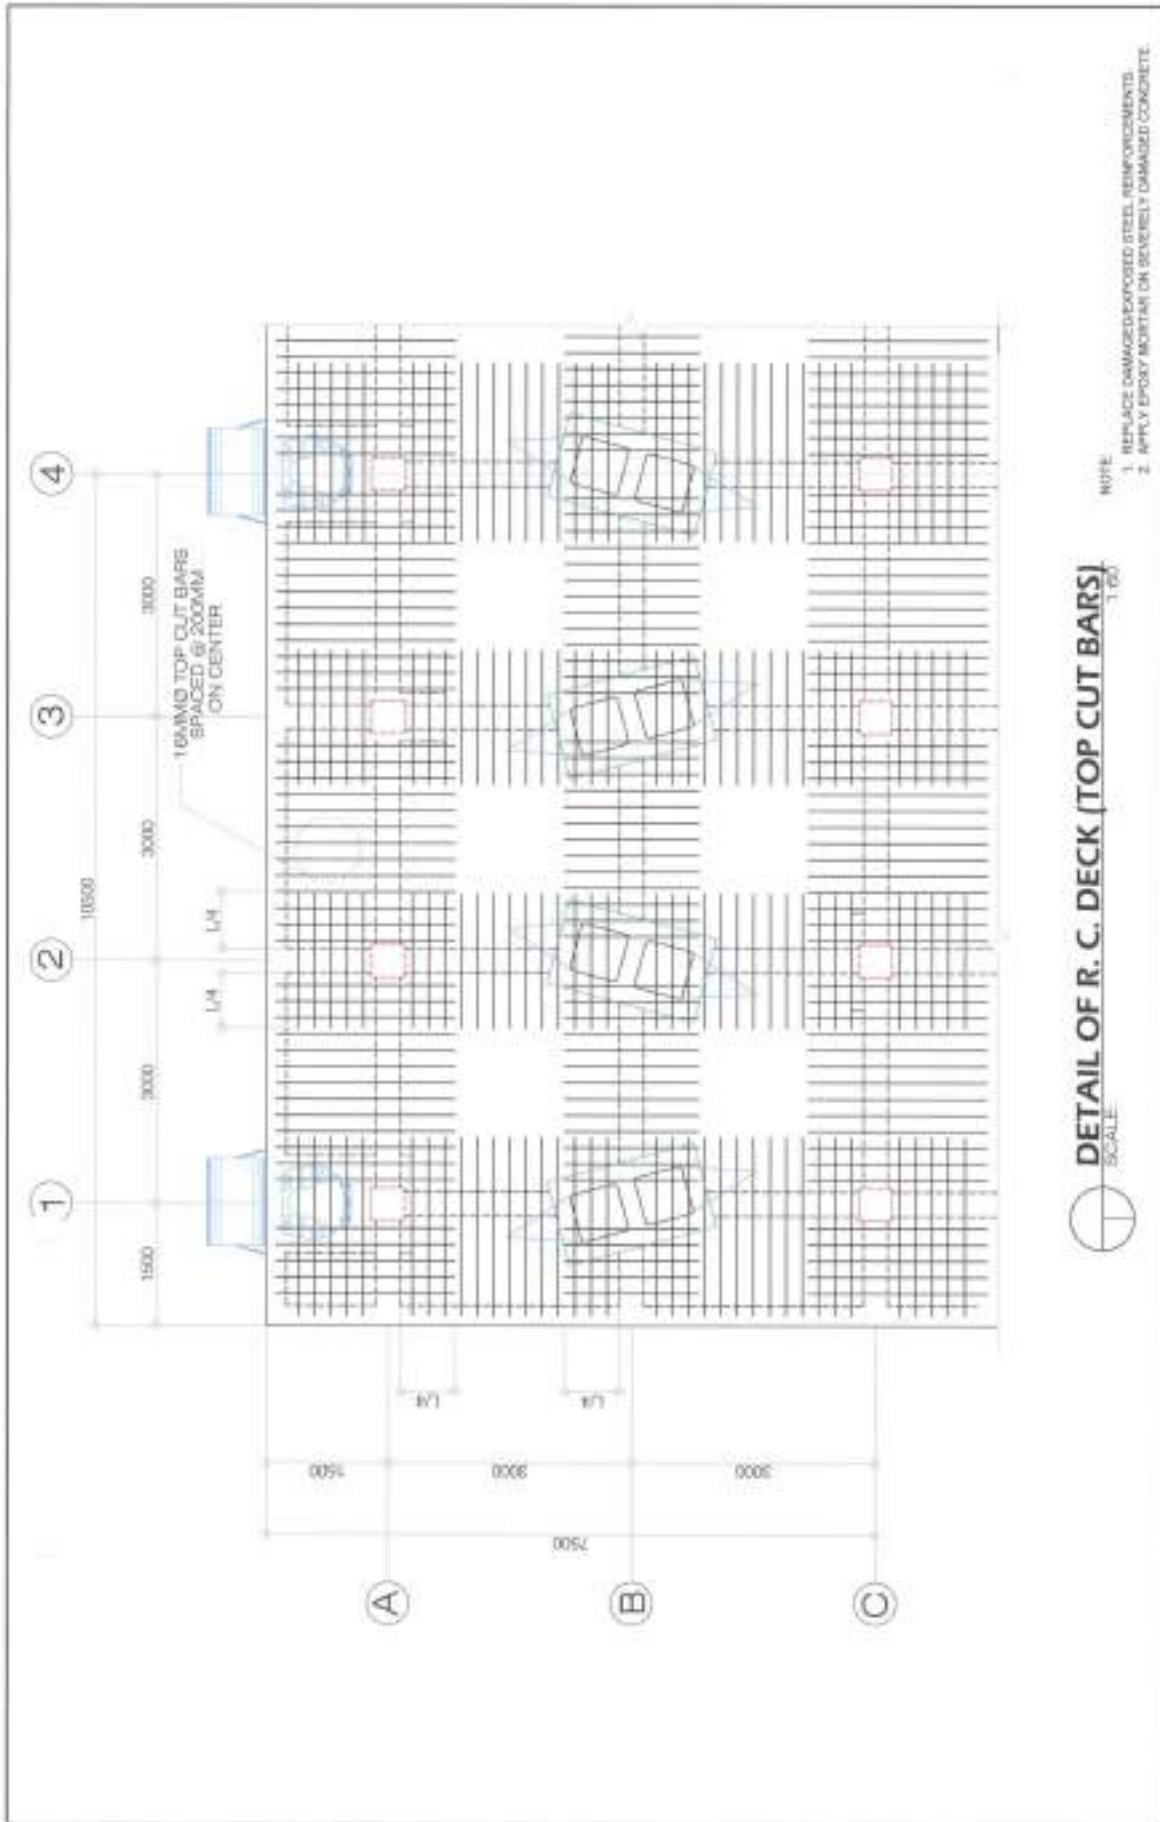 1
2
3
4
10500
1500
3000
3000
3000
L/4
L/4
16MMØ TOP CUT BARS
SPACED @ 200MM
ON CENTER
A
B
C
1500
3000
3000
7500
L/4
L/4
DETAIL OF R. C. DECK (TOP CUT BARS)
SCALE
1:60
NOTE:
1. REPLACE DAMAGED/EXPOSED STEEL REINFORCEMENTS.
2. APPLY EPOXY MORTAR ON SEVERELY DAMAGED CONCRETE.